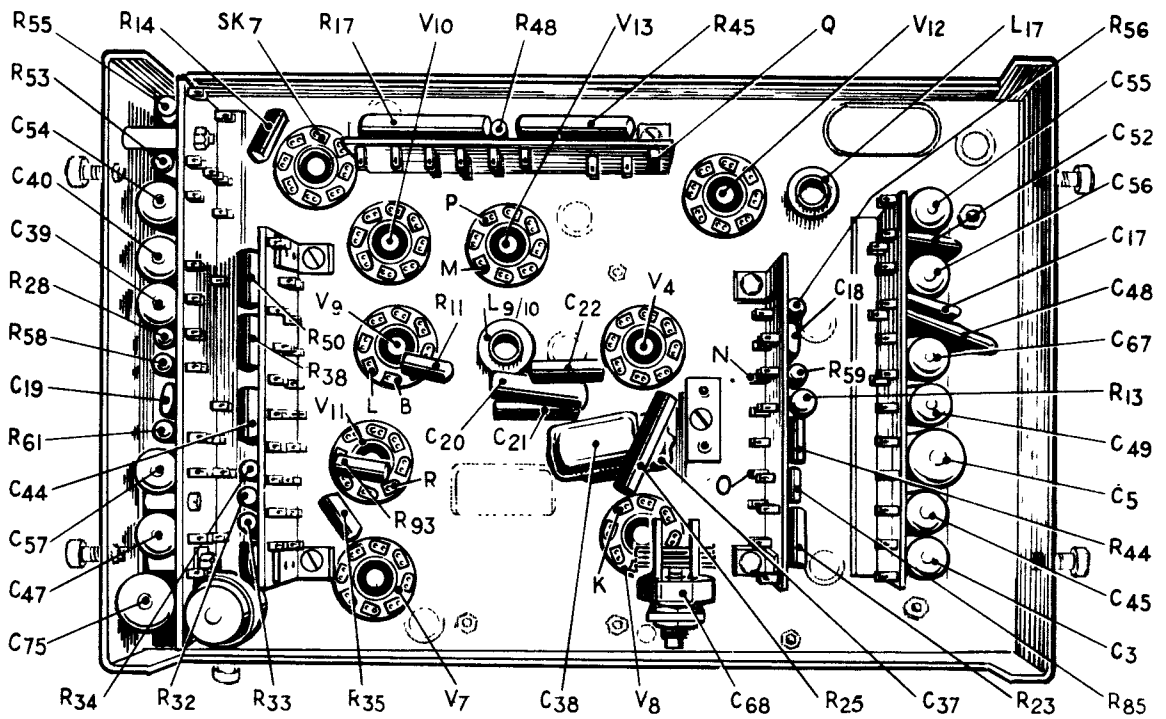 R55 R14 SK7 R17 V10 R48 V13 R45 Q V12 L17 R56
R53
C54
C40
C39
R28
R58
C19
R61
C44
C57
C47
C75
P
M
V9
R11
L9/10
C22
V4
R50
R38
L
B
V11
C20
C21
R
R93
N
C18
R59
O
K
C55
C52
C56
C17
C48
C67
R13
C49
C5
R44
C45
C3
R85
R34 R32 R33 R35 V7 C38 V8 C68 R25 C37 R23